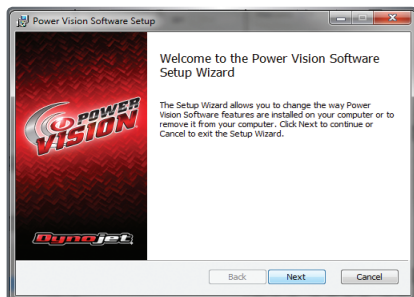 Power Vision Software Setup
Welcome to the Power Vision Software
Setup Wizard
The Setup Wizard allows you to change the way Power
Vision Software features are installed on your computer or to
remove it from your computer. Click Next to continue or
Cancel to exit the Setup Wizard.
POWER
VISION
Dynojet
Back Next Cancel